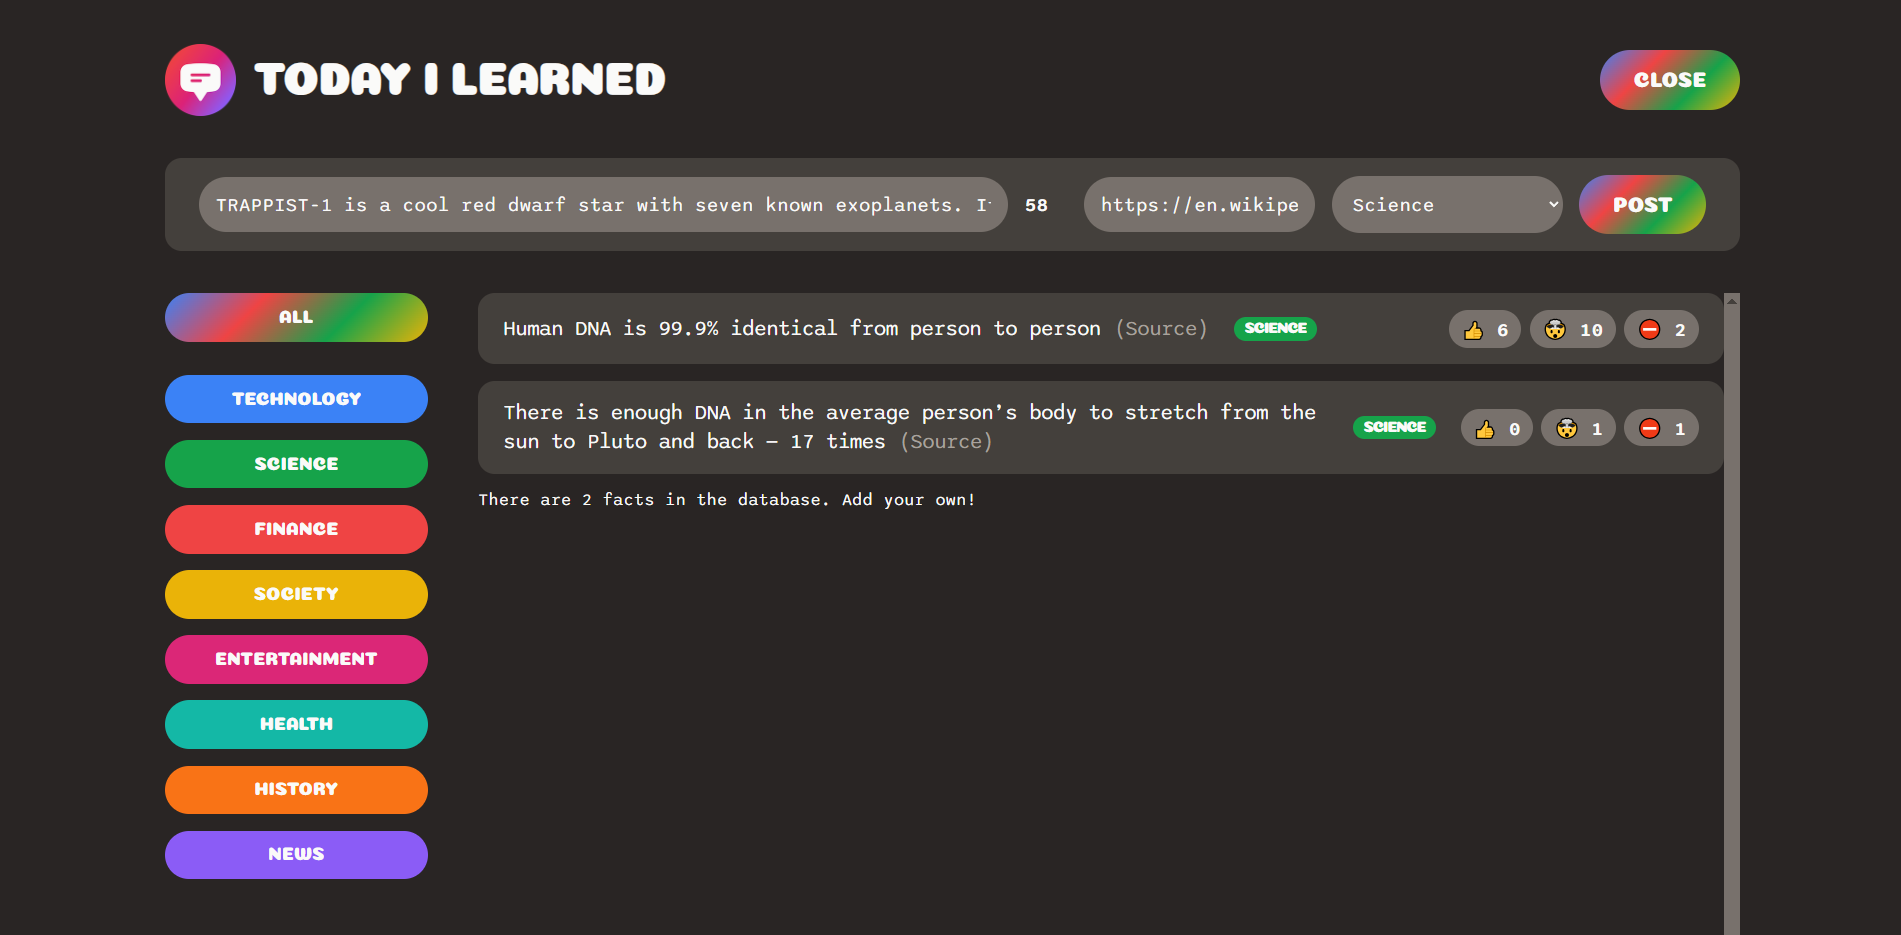 TODAY I LEARNED
CLOSE
TRAPPIST-1 is a cool red dwarf star with seven known exoplanets. 58 https://en.wikipe Science POST
ALL
TECHNOLOGY
SCIENCE
FINANCE
SOCIETY
ENTERTAINMENT
HEALTH
HISTORY
NEWS
Human DNA is 99.9% identical from person to person (Source) SCIENCE 👍 6 🤯 10 ⛔ 2
There is enough DNA in the average person’s body to stretch from the
sun to Pluto and back — 17 times (Source)
SCIENCE 👍 0 🤯 1 ⛔ 1
There are 2 facts in the database. Add your own!